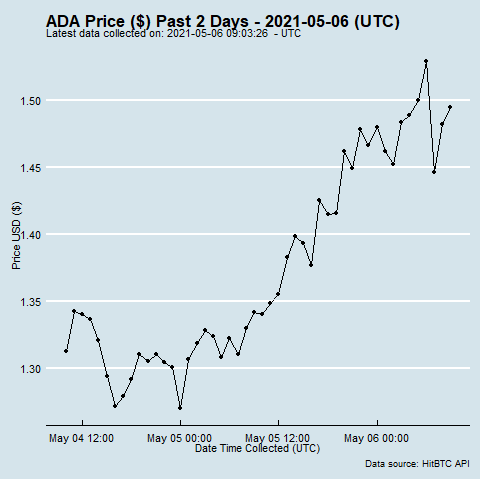 ADA Price ($) Past 2 Days - 2021-05-06 (UTC)
Latest data collected on: 2021-05-06 09:03:26 - UTC
Price USD ($)
1.50
1.45
1.40
1.35
1.30
May 04 12:00 May 05 00:00 May 05 12:00 May 06 00:00
Date Time Collected (UTC)
Data source: HitBTC API